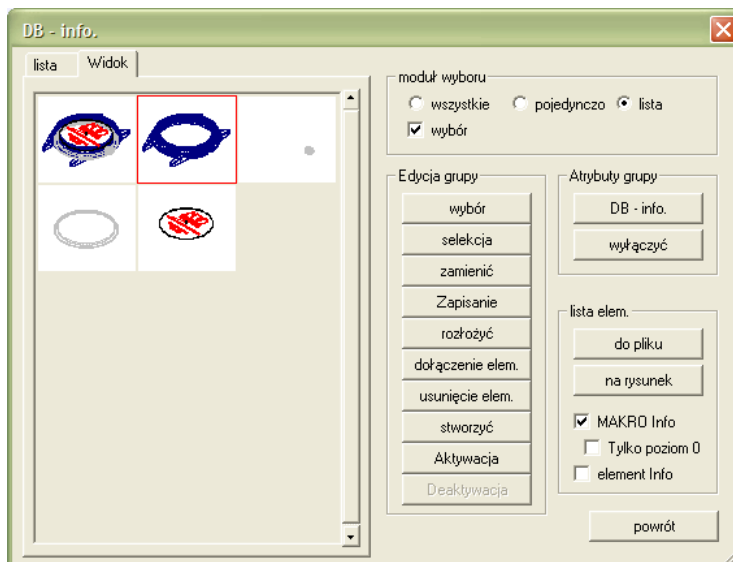 DB - info.
lista Widok
moduł wyboru
wszystkie pojedynczo lista
wybór
Edycja grupy
wybór
selekcja
zamienić
Zapisanie
rozłożyć
dołączenie elem.
usunięcie elem.
stworzyć
Aktywacja
Deaktywacja
Atrybuty grupy
DB - info.
wyłączyć
lista elem.
do pliku
na rysunek
MAKRO Info
Tylko poziom 0
element Info
powrót